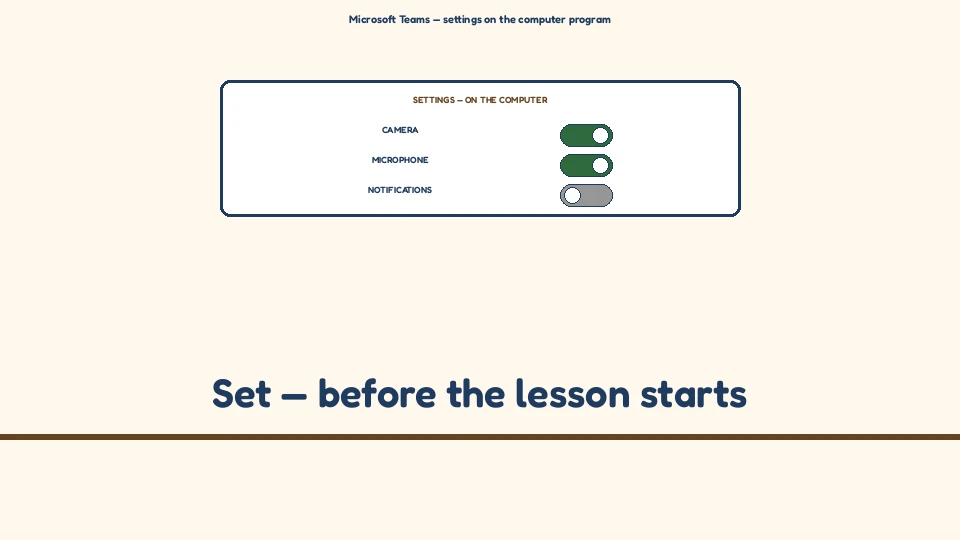 Microsoft Teams – settings on the computer program
SETTINGS – ON THE COMPUTER
CAMERA
MICROPHONE
NOTIFICATIONS
Set – before the lesson starts